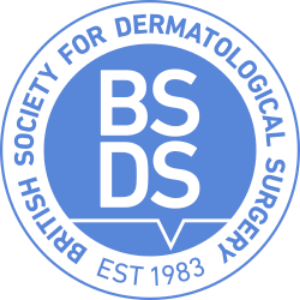 BRITISH SOCIETY FOR DERMATOLOGICAL SURGERY
BS
DS
EST 1983